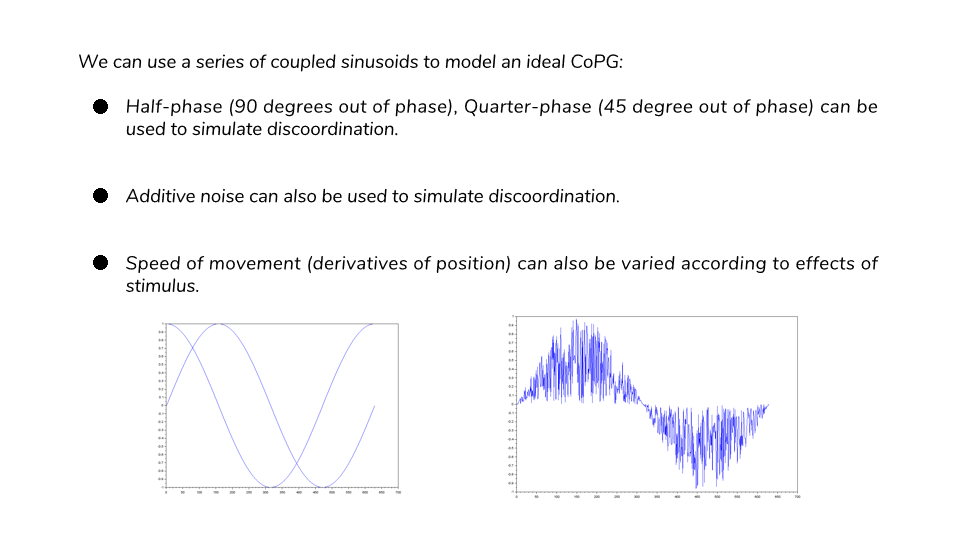 We can use a series of coupled sinusoids to model an ideal CoPG:
Half-phase (90 degrees out of phase), Quarter-phase (45 degree out of phase) can be
used to simulate discoordination.
Additive noise can also be used to simulate discoordination.
Speed of movement (derivatives of position) can also be varied according to effects of
stimulus.